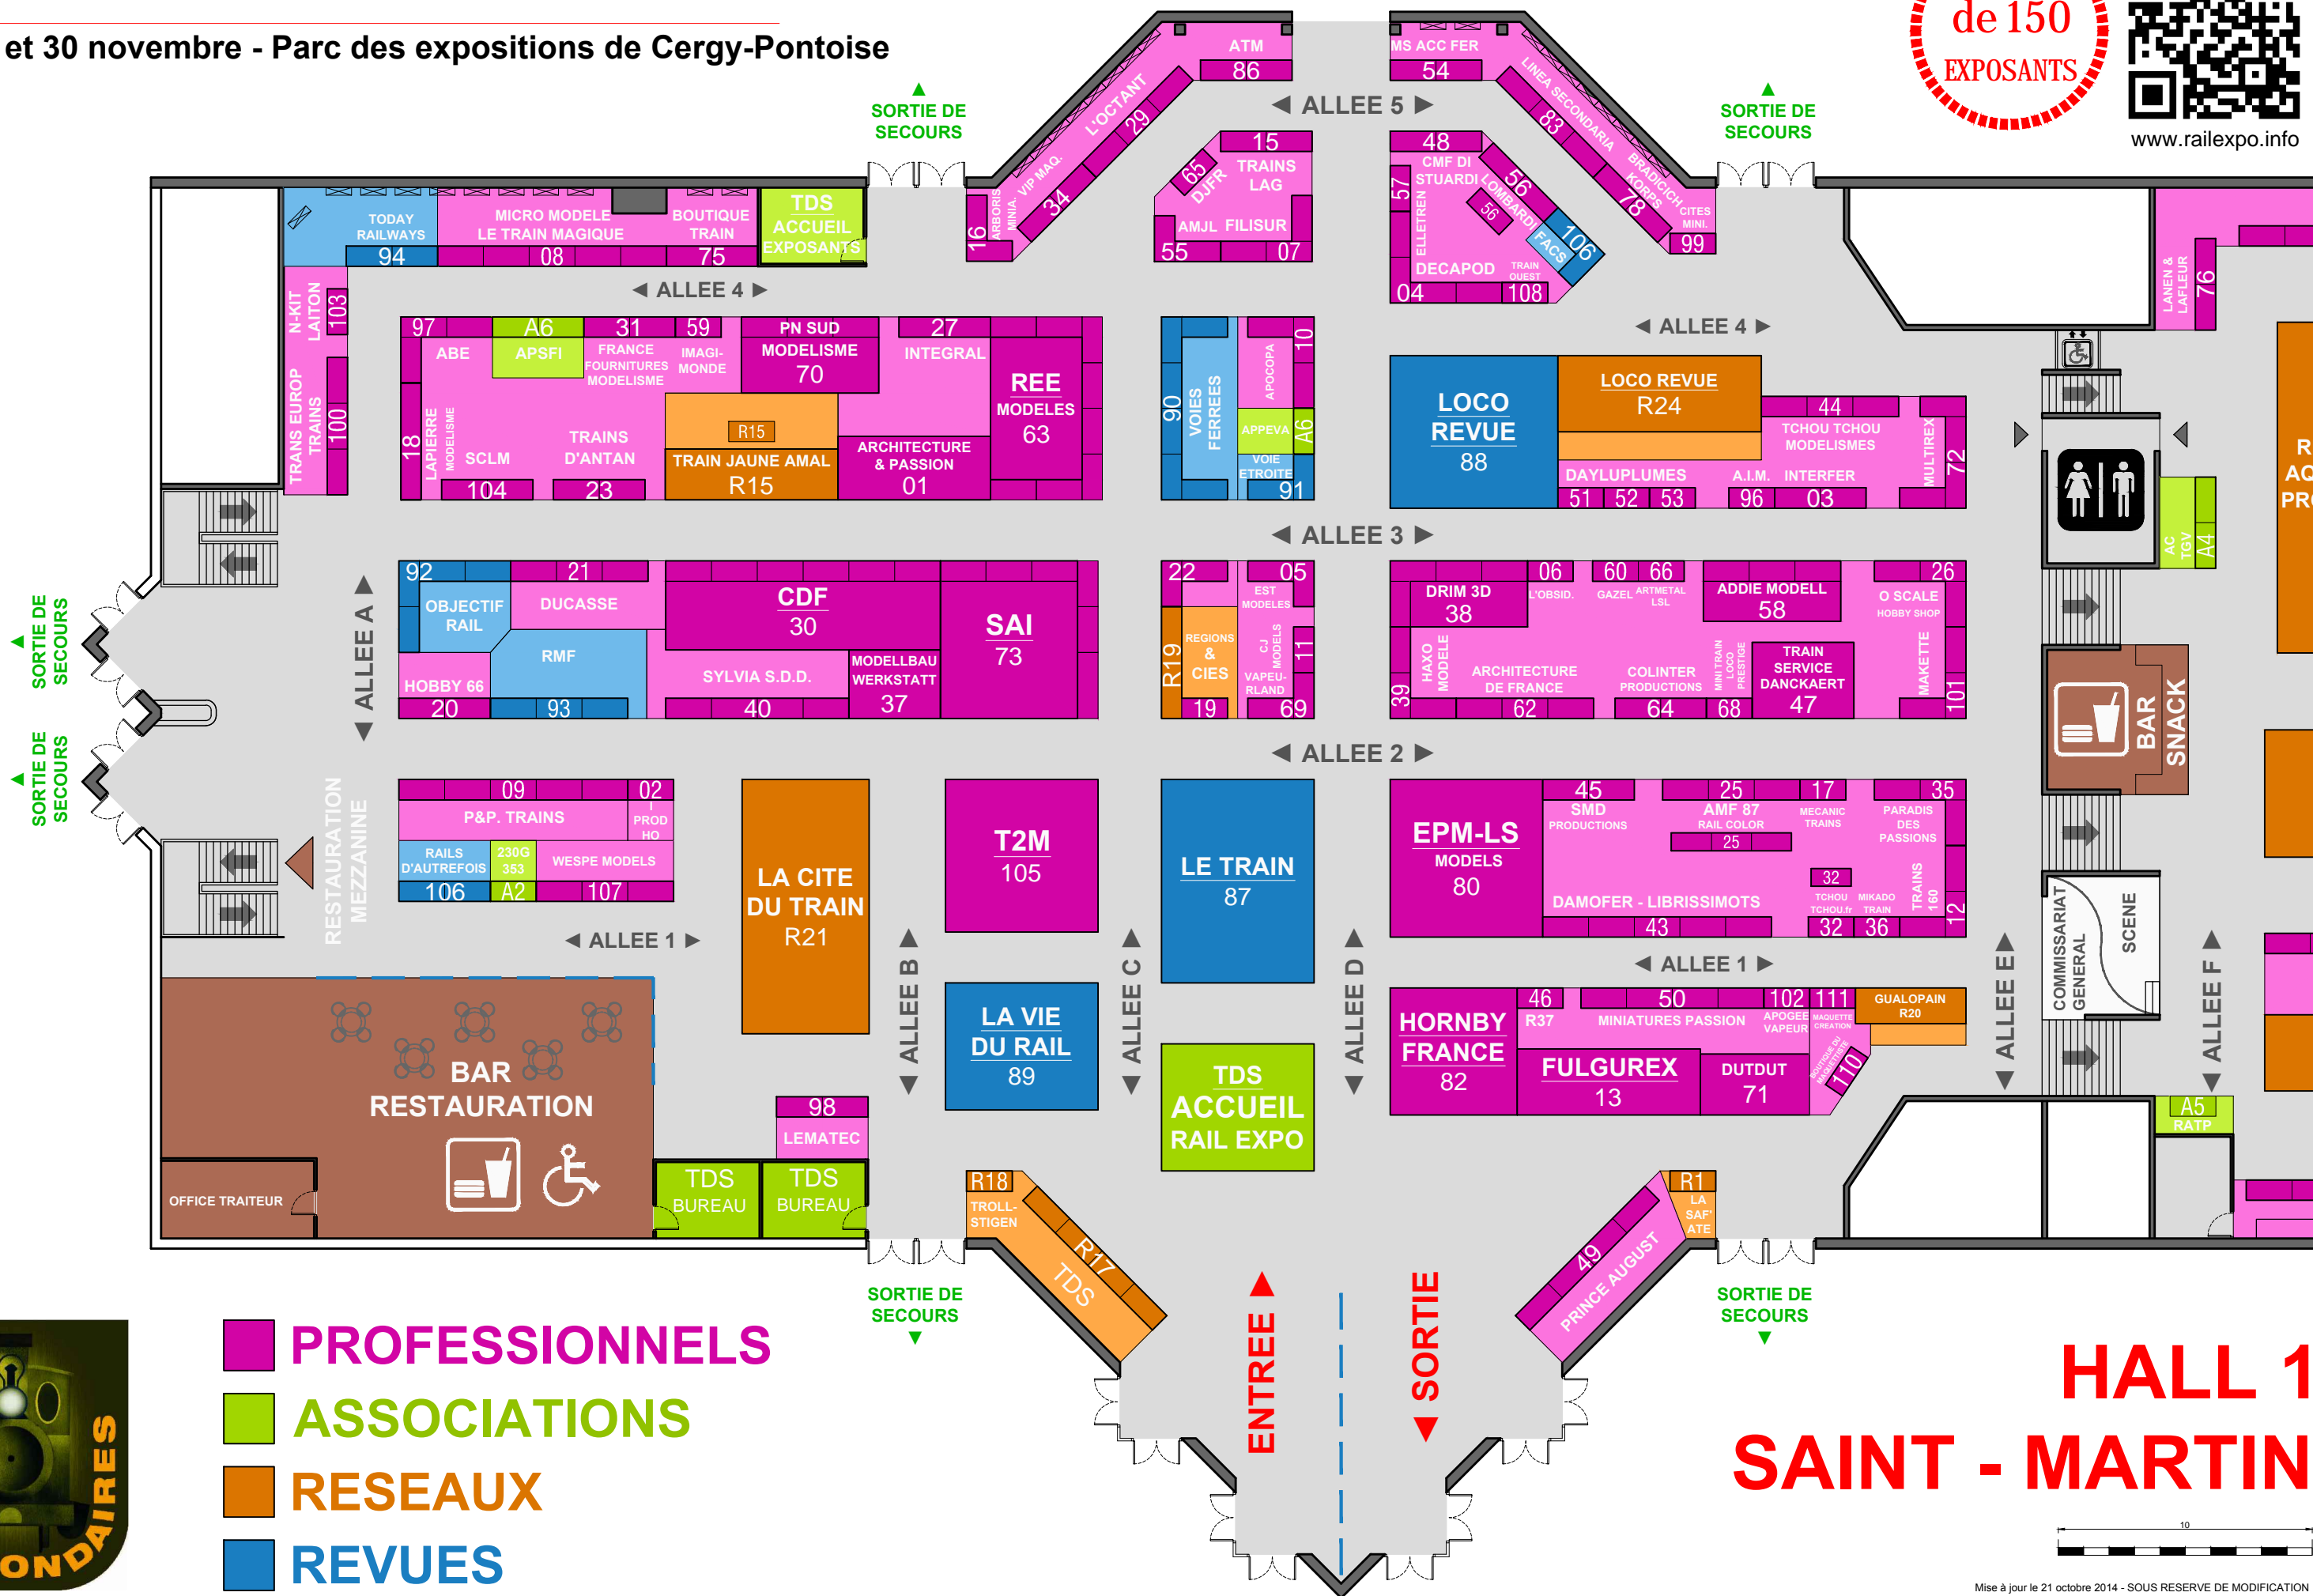 et 30 novembre - Parc des expositions de Cergy-Pontoise
de 150
EXPOSANTS
www.railexpo.info
SORTIE DE
SECOURS
SORTIE DE
SECOURS
ATM
86
MS ACC FER
54
◄ ALLEE 5 ►
L'OCTANT
29
VIP MAQ.
34
ARBORIS
MINIA.
16
15
TRAINS
LAG
65
DJFR
AMJL
FILISUR
55
07
48
CMF DI
STUARDI
57
ELLETREN
56
LOMBARDI
56
FACS
106
DECAPOD
TRAIN
OUEST
04
108
LINEA SECONDARIA
83
BRADICICH
KORPS
78
CITES
MINI.
99
TODAY
RAILWAYS
94
MICRO MODELE
LE TRAIN MAGIQUE
08
BOUTIQUE
TRAIN
75
TDS
ACCUEIL
EXPOSANTS
◄ ALLEE 4 ►
◄ ALLEE 4 ►
LANEN &
LAFLEUR
76
N-KIT
LAITON
103
TRANS EUROP
TRAINS
100
97
ABE
A6
APSFI
31
FRANCE
FOURNITURES
MODELISME
59
IMAGI-
MONDE
PN SUD
MODELISME
70
27
INTEGRAL
REE
MODELES
63
18
LAPIERRE
MODELISME
SCLM
104
TRAINS
D'ANTAN
23
R15
TRAIN JAUNE AMAL
R15
ARCHITECTURE
& PASSION
01
90
VOIES
FERREES
10
APOCOPA
APPEVA
A6
VOIE
ETROITE
91
LOCO
REVUE
88
LOCO REVUE
R24
44
TCHOU TCHOU
MODELISMES
MULTIREX
72
DAYLUPLUMES
A.I.M.
INTERFER
51
52
53
96
03
AC
TGV
A4
R
AQ
PR
◄ ALLEE 3 ►
SORTIE DE
SECOURS
SORTIE DE
SECOURS
◄ ALLEE A ►
92
OBJECTIF
RAIL
21
DUCASSE
RMF
93
HOBBY 66
20
CDF
30
SYLVIA S.D.D.
40
MODELLBAU
WERKSTATT
37
SAI
73
22
05
EST
MODELES
R19
REGIONS
&
CIES
CJ
MODELS
11
VAPEU-
RLAND
19
69
DRIM 3D
38
06
L'OBSID.
60
GAZEL
66
ARTMETAL
LSL
ADDIE MODELL
58
26
O SCALE
HOBBY SHOP
39
HAXO
MODELE
ARCHITECTURE
DE FRANCE
62
COLINTER
PRODUCTIONS
64
MINI TRAIN
LOCO
PRESTIGE
68
TRAIN
SERVICE
DANCKAERT
47
MAKETTE
101
BAR
SNACK
◄ ALLEE 2 ►
RESTAURATION
MEZZANINE
09
P&P. TRAINS
02
I
PROD
HO
RAILS
D'AUTREFOIS
106
230G
353
A2
WESPE MODELS
107
◄ ALLEE 1 ►
LA CITE
DU TRAIN
R21
T2M
105
LE TRAIN
87
EPM-LS
MODELS
80
45
SMD
PRODUCTIONS
25
AMF 87
RAIL COLOR
25
17
MECANIC
TRAINS
35
PARADIS
DES
PASSIONS
DAMOFER - LIBRISSIMOTS
43
32
TCHOU
TCHOU.fr
32
MIKADO
TRAIN
36
TRAINS
160
12
◄ ALLEE 1 ►
◄ ALLEE B ►
◄ ALLEE C ►
◄ ALLEE D ►
◄ ALLEE E ►
◄ ALLEE F ►
COMMISSARIAT
GENERAL
SCENE
LA VIE
DU RAIL
89
TDS
ACCUEIL
RAIL EXPO
HORNBY
FRANCE
82
46
R37
50
MINIATURES PASSION
102
APOGEE
VAPEUR
111
MAQUETTE
CREATION
GUALOPAIN
R20
FULGUREX
13
DUTDUT
71
BOUTIQUE DU
MAQUETTISTE
110
A5
RATP
BAR
RESTAURATION
OFFICE TRAITEUR
98
LEMATEC
TDS
BUREAU
TDS
BUREAU
R18
TROLL-
STIGEN
R17
TDS
R1
LA
SAF'
ATE
49
PRINCE AUGUST
SORTIE DE
SECOURS
SORTIE DE
SECOURS
ENTREE ►
◄ SORTIE
PROFESSIONNELS
ASSOCIATIONS
RESEAUX
REVUES
ONDAIRES
HALL 1
SAINT - MARTIN
10
Mise à jour le 21 octobre 2014 - SOUS RESERVE DE MODIFICATION